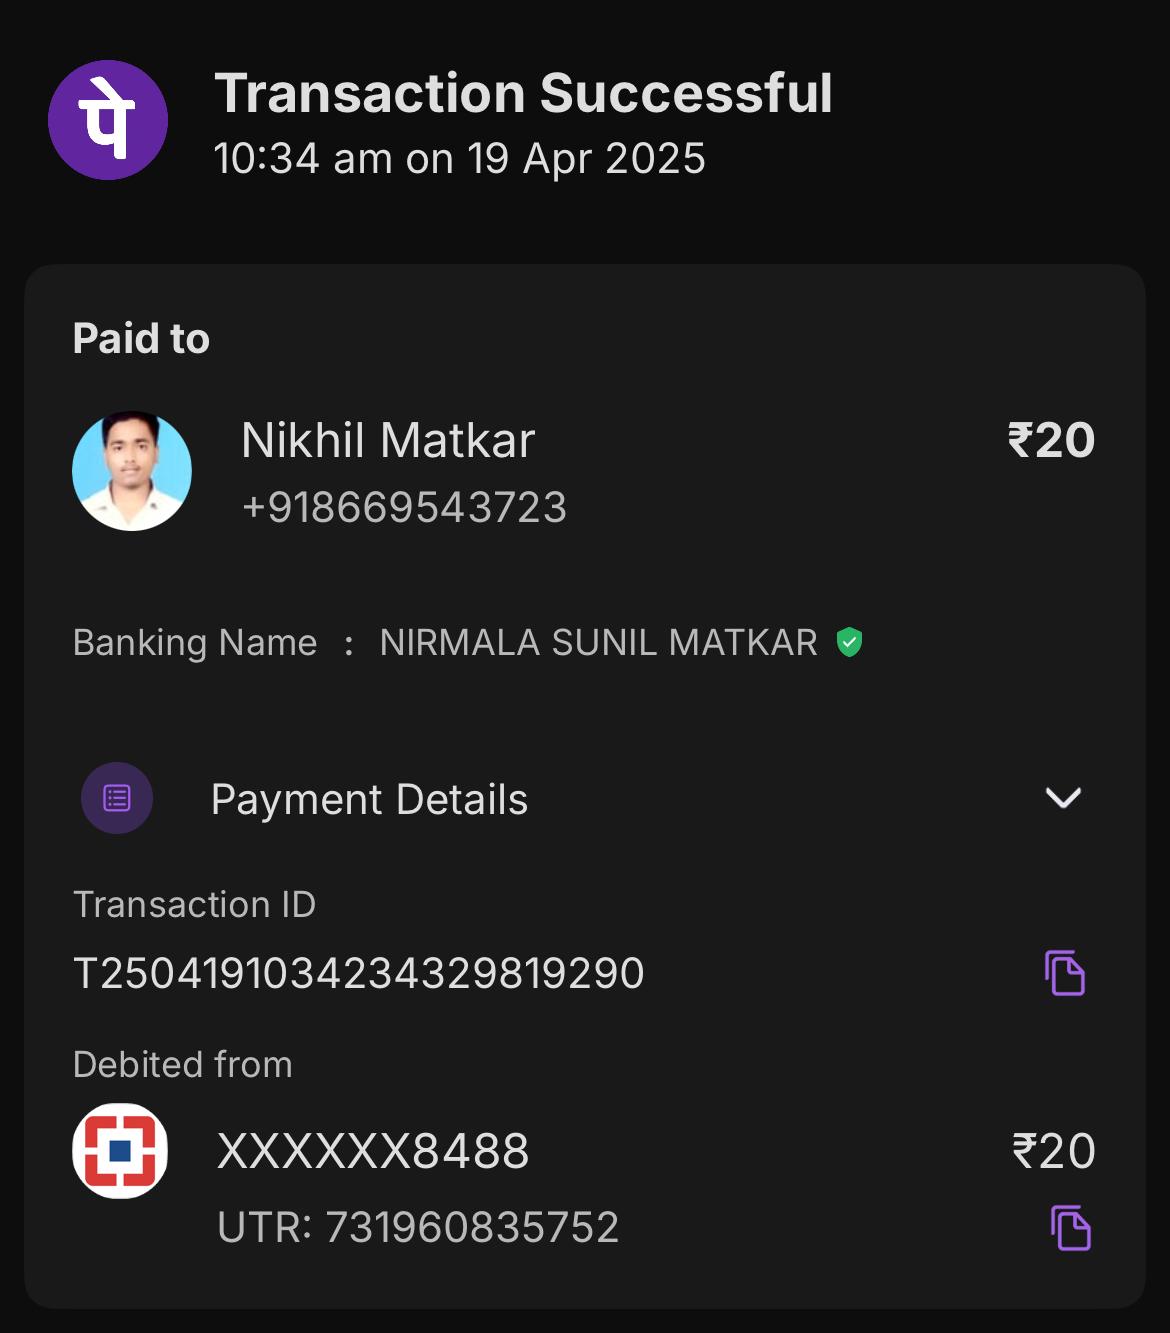 पे
Transaction Successful
10:34 am on 19 Apr 2025
Paid to
Nikhil Matkar ₹20
+918669543723
Banking Name : NIRMALA SUNIL MATKAR
Payment Details
Transaction ID
T2504191034234329819290
Debited from
XXXXXX8488 ₹20
UTR: 731960835752